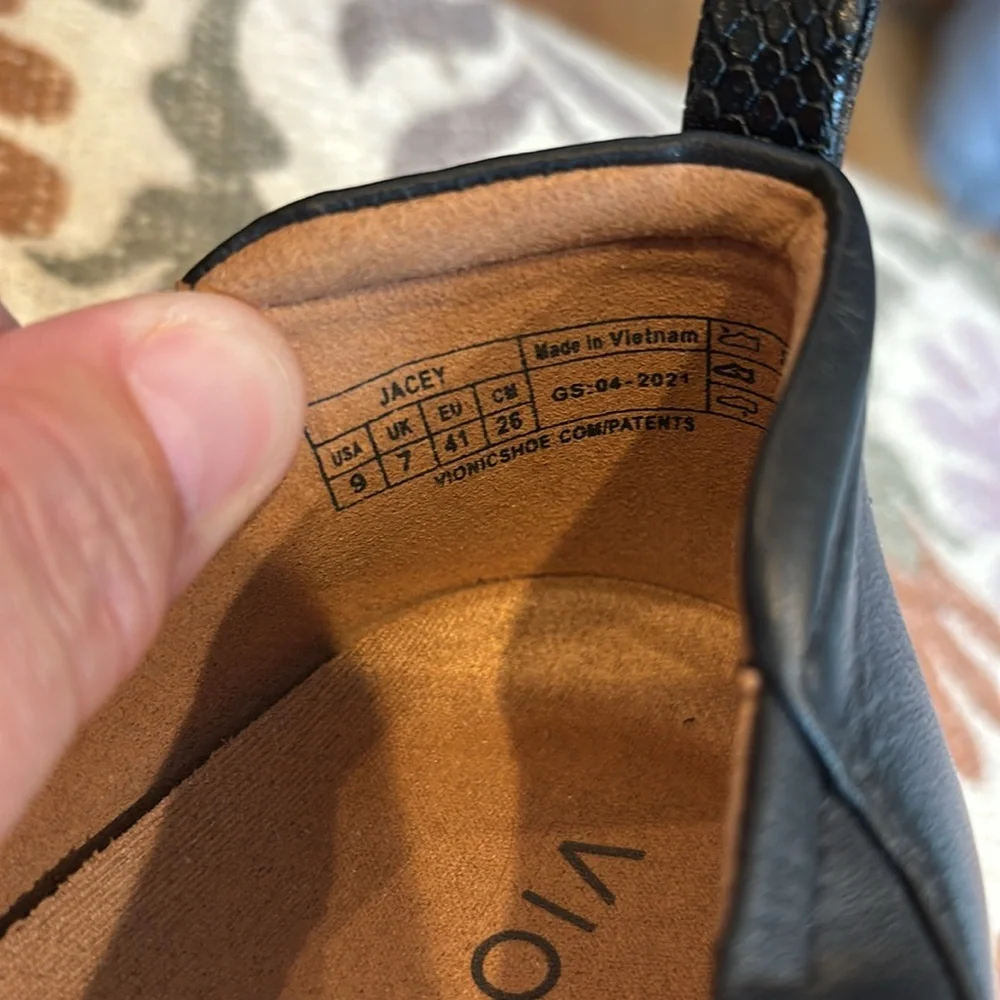 JACEY
Made in Vietnam
USA UK EU CM
9 7 41 26
GS-04-2021
VIONICSHOE COM/PATENTS
VIO